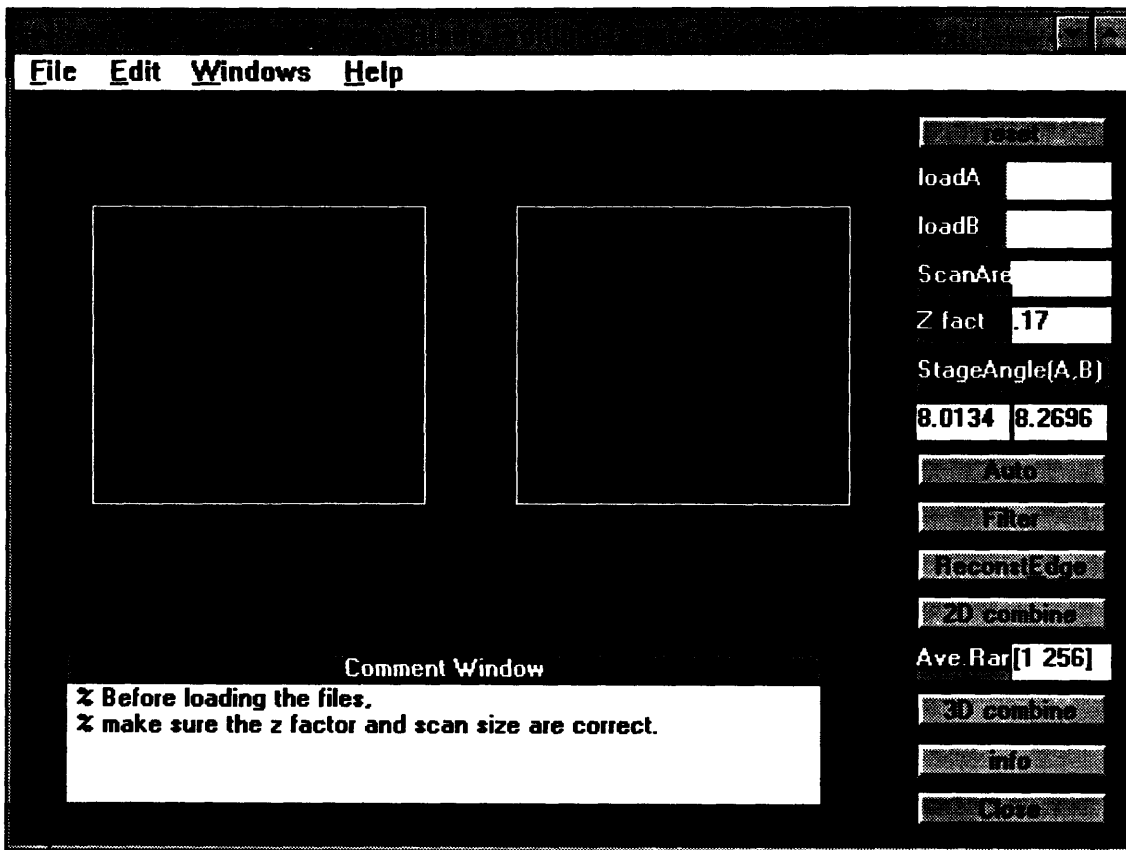 File Edit Windows Help
reset
loadA
loadB
ScanAre
Z fact .17
StageAngle(A,B)
8.0134 8.2696
Auto
Filter
ReconstEdge
2D combine
Ave.Ran [1 256]
3D combine
info
Close
Comment Window
% Before loading the files,
% make sure the z factor and scan size are correct.